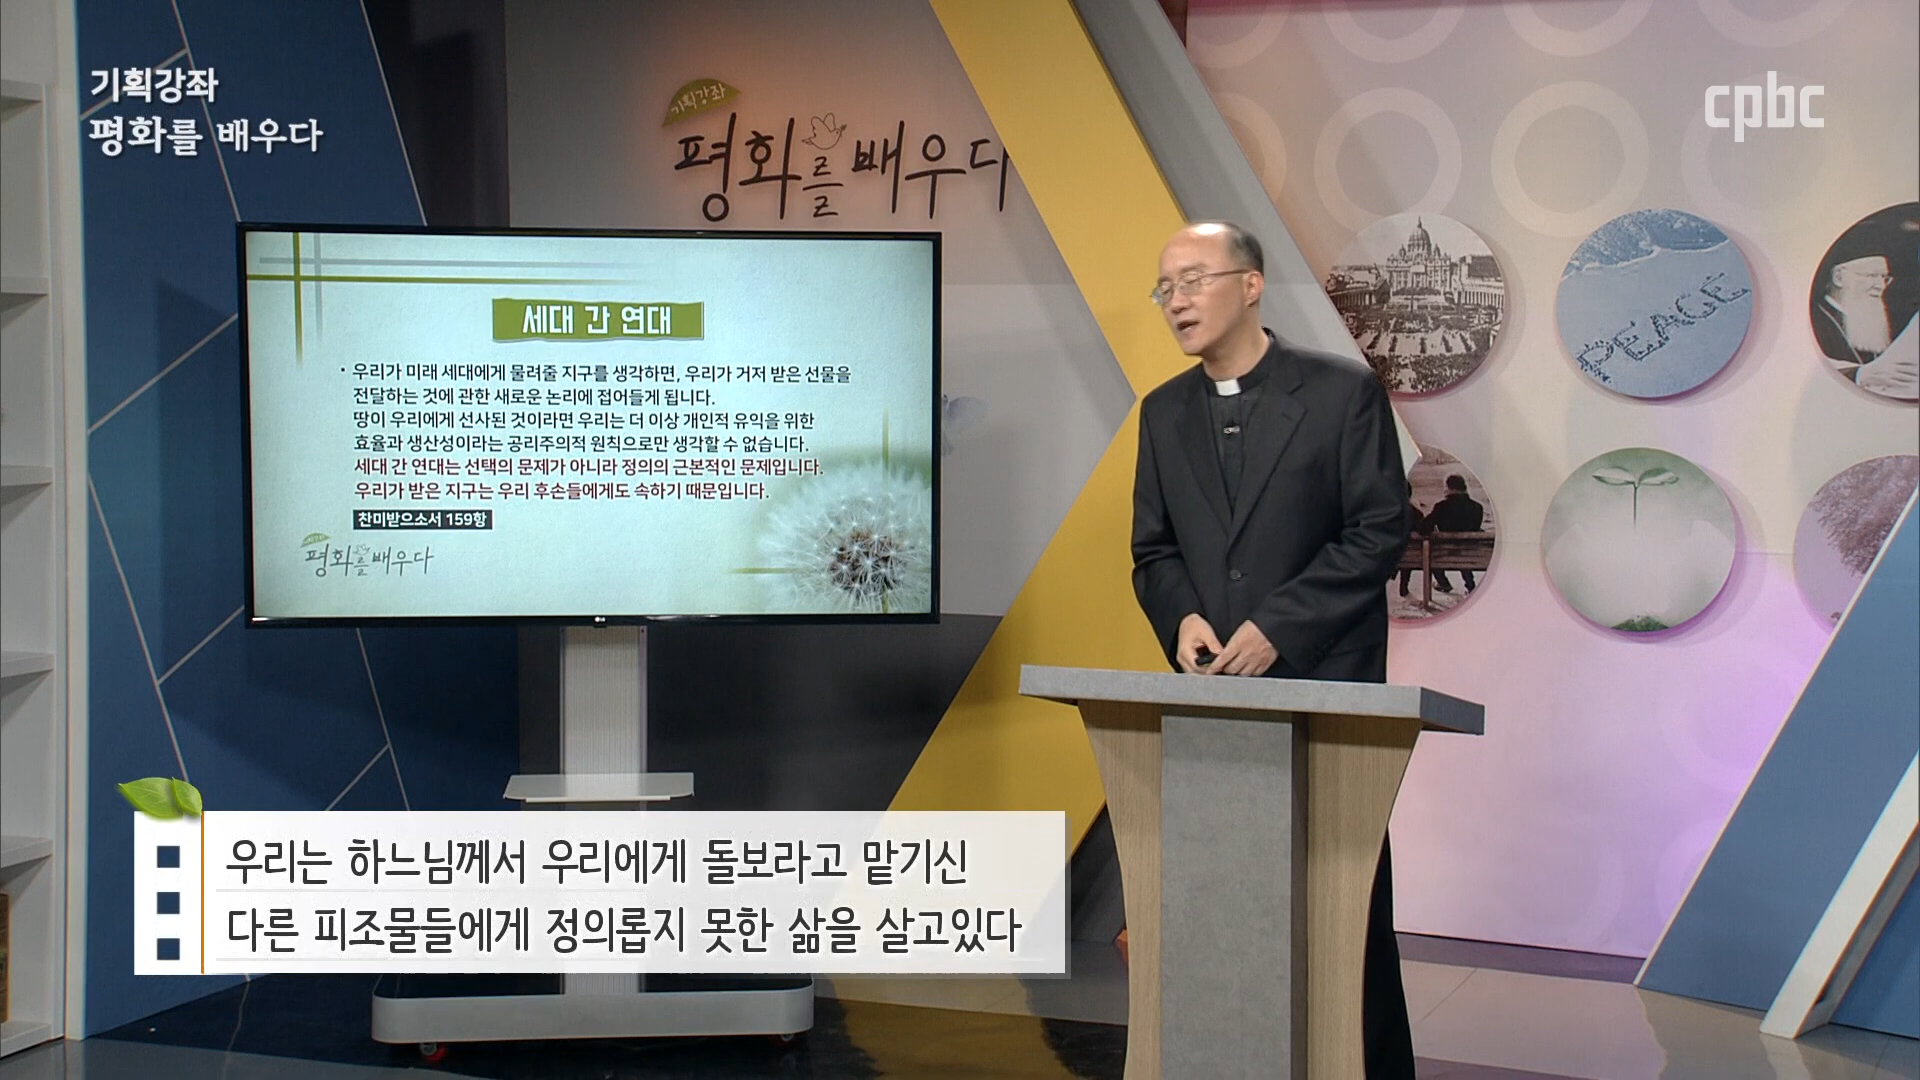 기획강좌
평화를 배우다
cpbc
기획강좌
평화를 배우다
세대 간 연대
· 우리가 미래 세대에게 물려줄 지구를 생각하면, 우리가 거저 받은 선물을
전달하는 것에 관한 새로운 논리에 접어들게 됩니다.
땅이 우리에게 선사된 것이라면 우리는 더 이상 개인적 유익을 위한
효율과 생산성이라는 공리주의적 원칙으로만 생각할 수 없습니다.
세대 간 연대는 선택의 문제가 아니라 정의의 근본적인 문제입니다.
우리가 받은 지구는 우리 후손들에게도 속하기 때문입니다.
찬미받으소서 159항
평화를 배우다
LG
PEACE
우리는 하느님께서 우리에게 돌보라고 맡기신
다른 피조물들에게 정의롭지 못한 삶을 살고있다